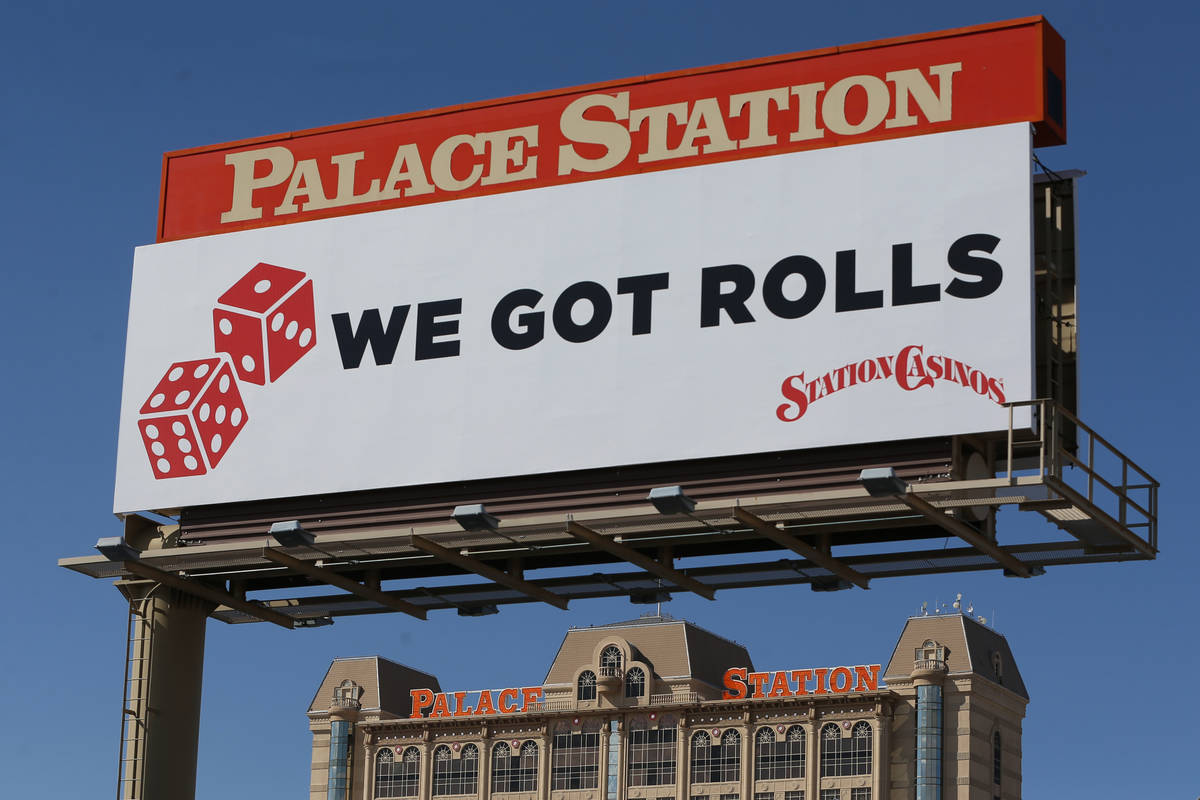 PALACE STATION
WE GOT ROLLS
STATION CASINOS
PALACE STATION